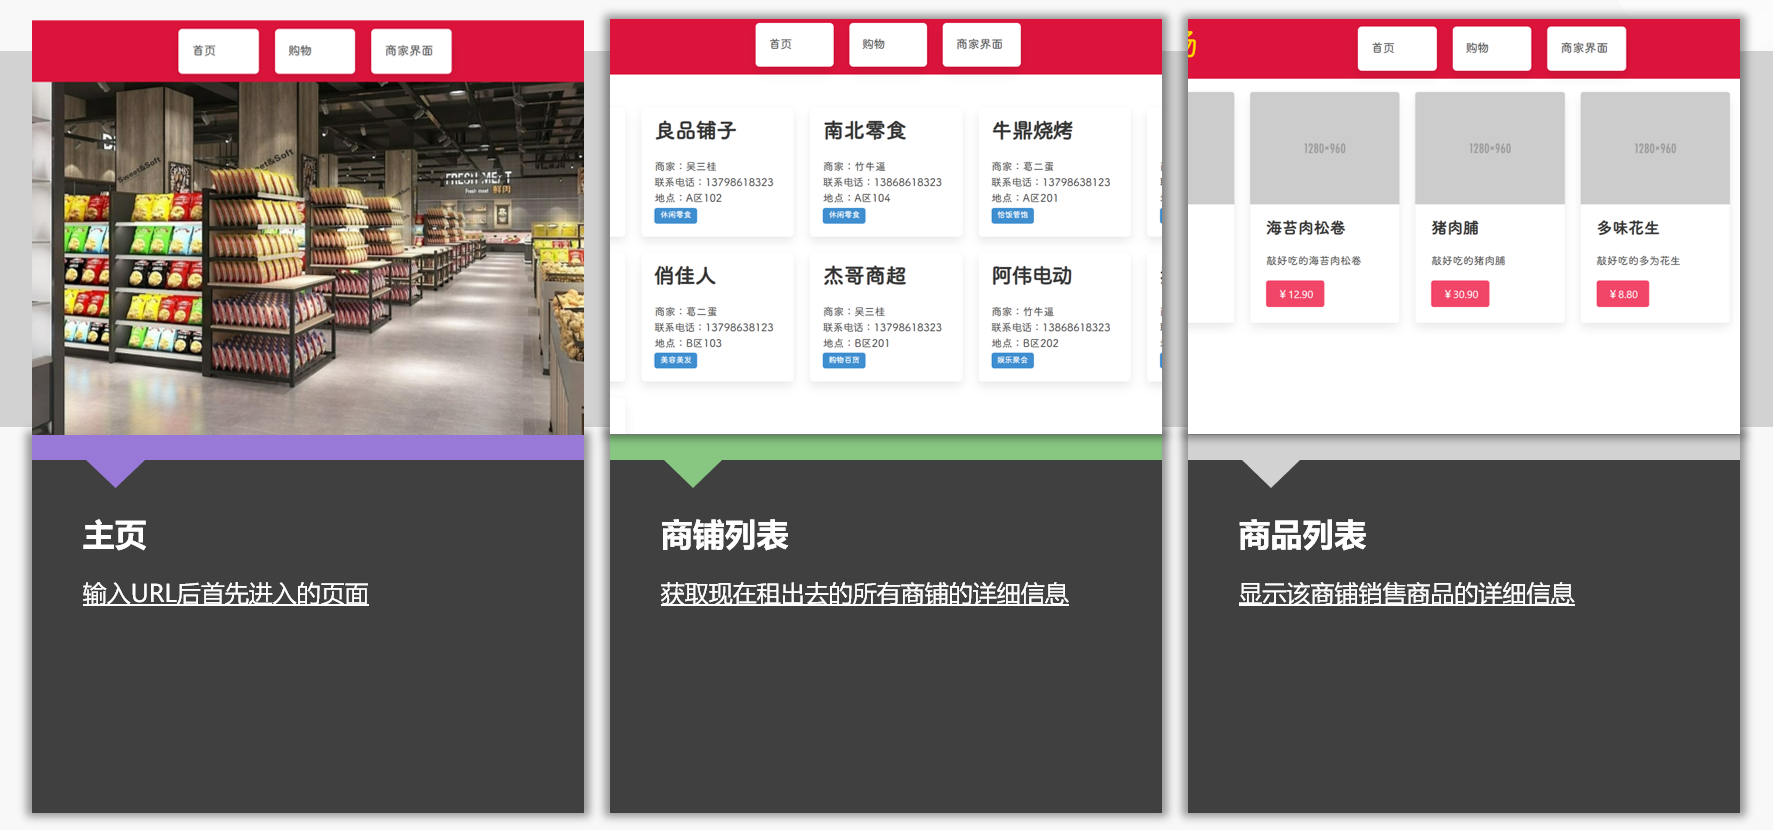 首页
购物
商家界面
Sweet&Soft
FRESH MEAT
Fresh meat 鲜肉
主页
输入URL后首先进入的页面
首页
购物
商家界面
良品铺子
商家：吴三桂
联系电话：13798618323
地点：A区102
休闲零食
南北零食
商家：竹牛逼
联系电话：13868618323
地点：A区104
休闲零食
牛鼎烧烤
商家：葛二蛋
联系电话：13798638123
地点：A区201
恰饭管饱
俏佳人
商家：葛二蛋
联系电话：13798638123
地点：B区103
美容美发
杰哥商超
商家：吴三桂
联系电话：13798618323
地点：B区201
购物百货
阿伟电动
商家：竹牛逼
联系电话：13868618323
地点：B区202
娱乐聚会
商铺列表
获取现在租出去的所有商铺的详细信息
场
首页
购物
商家界面
1280×960
海苔肉松卷
敲好吃的海苔肉松卷
￥12.90
1280×960
猪肉脯
敲好吃的猪肉脯
￥30.90
1280×960
多味花生
敲好吃的多为花生
￥8.80
商品列表
显示该商铺销售商品的详细信息